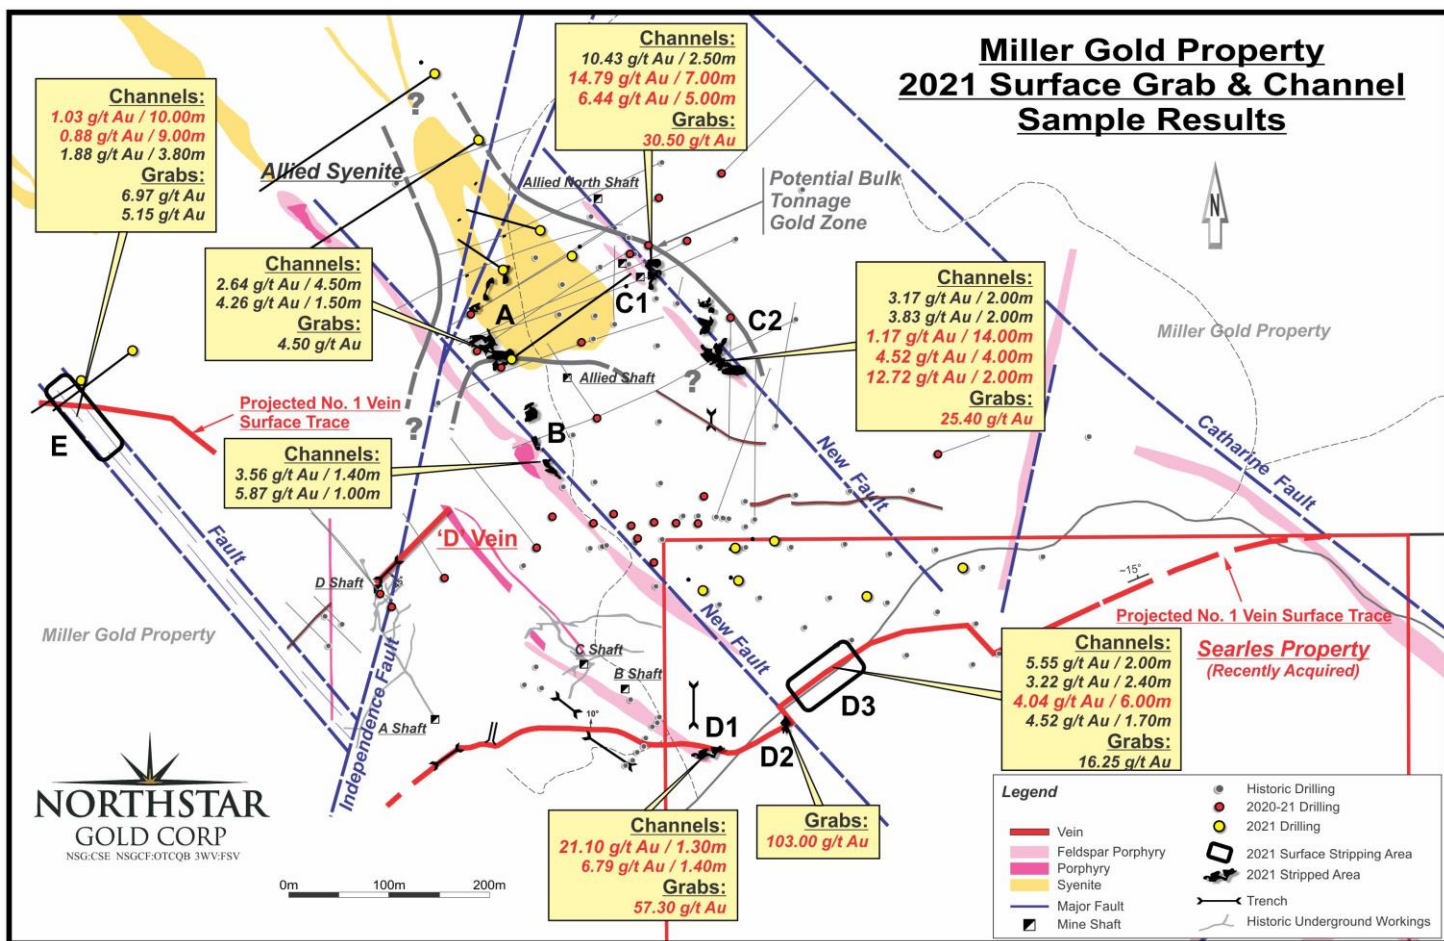 Miller Gold Property
2021 Surface Grab & Channel
Sample Results
N
Channels:
1.03 g/t Au / 10.00m
0.88 g/t Au / 9.00m
1.88 g/t Au / 3.80m
Grabs:
6.97 g/t Au
5.15 g/t Au
Channels:
10.43 g/t Au / 2.50m
14.79 g/t Au / 7.00m
6.44 g/t Au / 5.00m
Grabs:
30.50 g/t Au
?
Allied Syenite
Allied North Shaft
Potential Bulk
Tonnage
Gold Zone
Channels:
2.64 g/t Au / 4.50m
4.26 g/t Au / 1.50m
Grabs:
4.50 g/t Au
A
C1
C2
Channels:
3.17 g/t Au / 2.00m
3.83 g/t Au / 2.00m
1.17 g/t Au / 14.00m
4.52 g/t Au / 4.00m
12.72 g/t Au / 2.00m
Grabs:
25.40 g/t Au
Miller Gold Property
Allied Shaft
?
?
E
Projected No. 1 Vein
Surface Trace
B
Channels:
3.56 g/t Au / 1.40m
5.87 g/t Au / 1.00m
New Fault
Catharine Fault
Fault
'D' Vein
D Shaft
~15°
Projected No. 1 Vein Surface Trace
Searles Property
(Recently Acquired)
Miller Gold Property
Independence Fault
New Fault
C Shaft
B Shaft
A Shaft
10°
D1
D2
D3
Channels:
5.55 g/t Au / 2.00m
3.22 g/t Au / 2.40m
4.04 g/t Au / 6.00m
4.52 g/t Au / 1.70m
Grabs:
16.25 g/t Au
Channels:
21.10 g/t Au / 1.30m
6.79 g/t Au / 1.40m
Grabs:
57.30 g/t Au
Grabs:
103.00 g/t Au
NORTHSTAR
GOLD CORP
NSG:CSE NSGCF:OTCQB 3WV:FSV
0m 100m 200m
Legend
Vein
Feldspar Porphyry
Porphyry
Syenite
Major Fault
Mine Shaft
Historic Drilling
2020-21 Drilling
2021 Drilling
2021 Surface Stripping Area
2021 Stripped Area
Trench
Historic Underground Workings